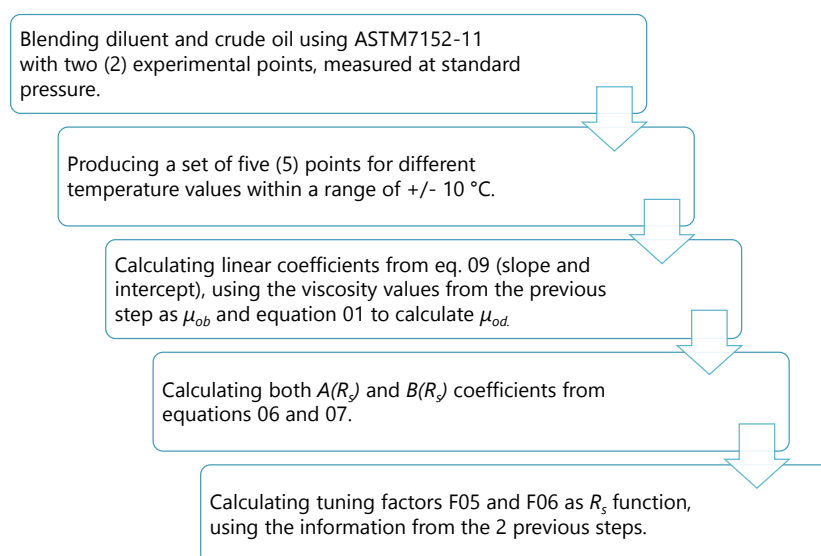 Blending diluent and crude oil using ASTM7152-11
with two (2) experimental points, measured at standard
pressure.
Producing a set of five (5) points for different
temperature values within a range of +/- 10 °C.
Calculating linear coefficients from eq. 09 (slope and
intercept), using the viscosity values from the previous
step as μob and equation 01 to calculate μod.
Calculating both A(Rs) and B(Rs) coefficients from
equations 06 and 07.
Calculating tuning factors F05 and F06 as Rs function,
using the information from the 2 previous steps.